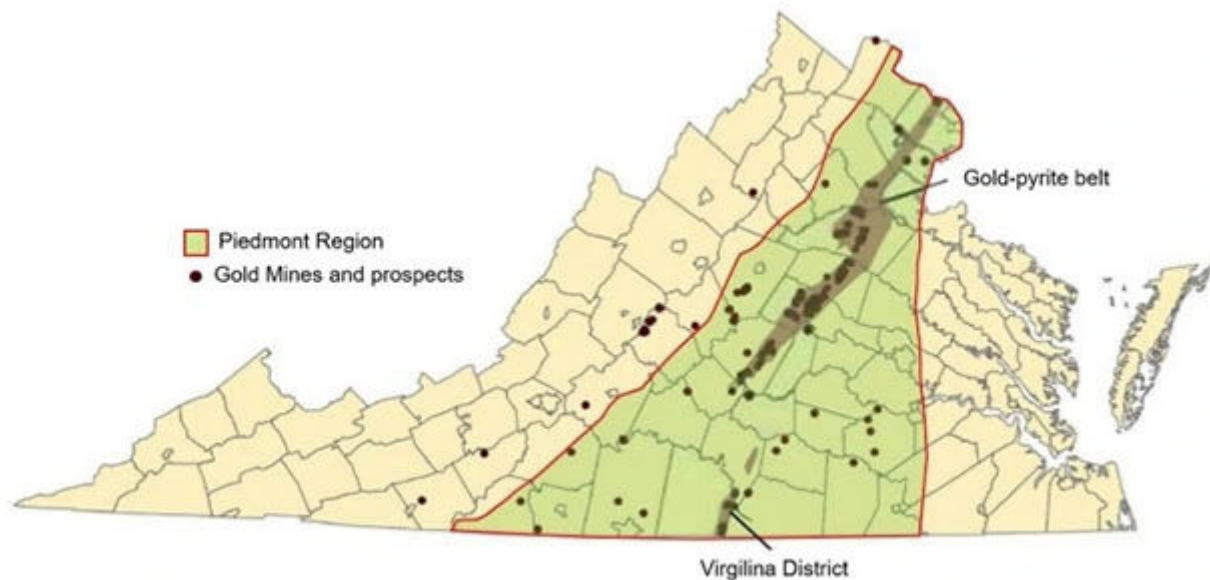 Gold-pyrite belt
Piedmont Region
Gold Mines and prospects
Virgilina District